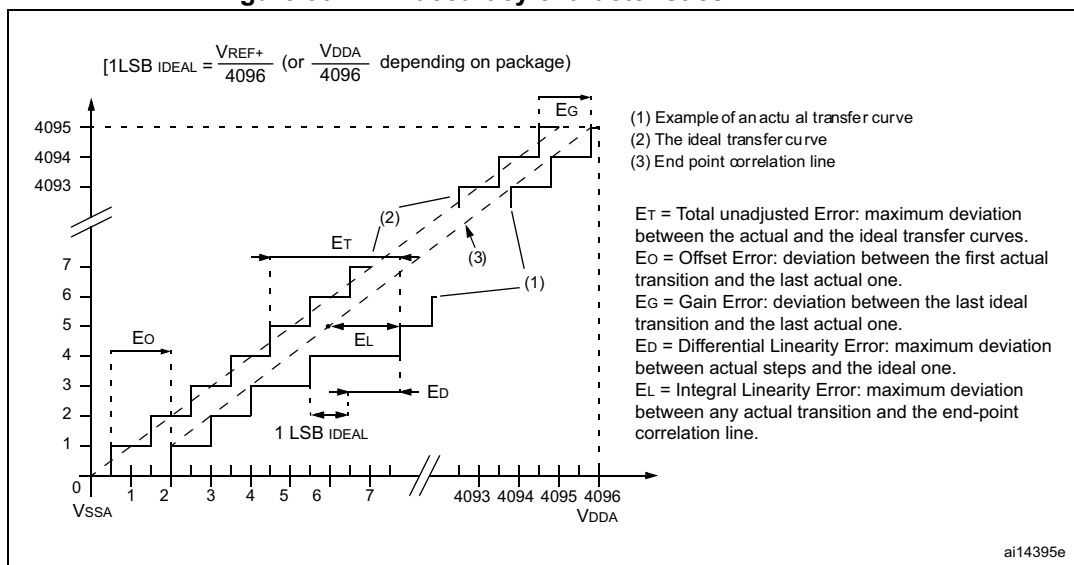 [1LSB IDEAL = VREF+ / 4096 (or VDDA / 4096 depending on package)
EG
4095
4094
4093
7
6
5
4
3
2
1
0
(1) Example of an actu al transfer curve
(2) The ideal transfer cu rve
(3) End point correlation line
(2)
ET
(3)
(1)
EO
EL
ED
1 LSB IDEAL
ET = Total unadjusted Error: maximum deviation
between the actual and the ideal transfer curves.
EO = Offset Error: deviation between the first actual
transition and the last actual one.
EG = Gain Error: deviation between the last ideal
transition and the last actual one.
ED = Differential Linearity Error: maximum deviation
between actual steps and the ideal one.
EL = Integral Linearity Error: maximum deviation
between any actual transition and the end-point
correlation line.
1 2 3 4 5 6 7 4093 4094 4095 4096
VSSA
VDDA
ai14395e